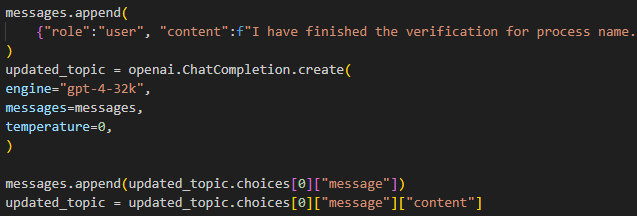 messages.append(
{"role":"user", "content":f"I have finished the verification for process name.
)
updated_topic = openai.ChatCompletion.create(
engine="gpt-4-32k",
messages=messages,
temperature=0,
)
messages.append(updated_topic.choices[0]["message"])
updated_topic = updated_topic.choices[0]["message"]["content"]